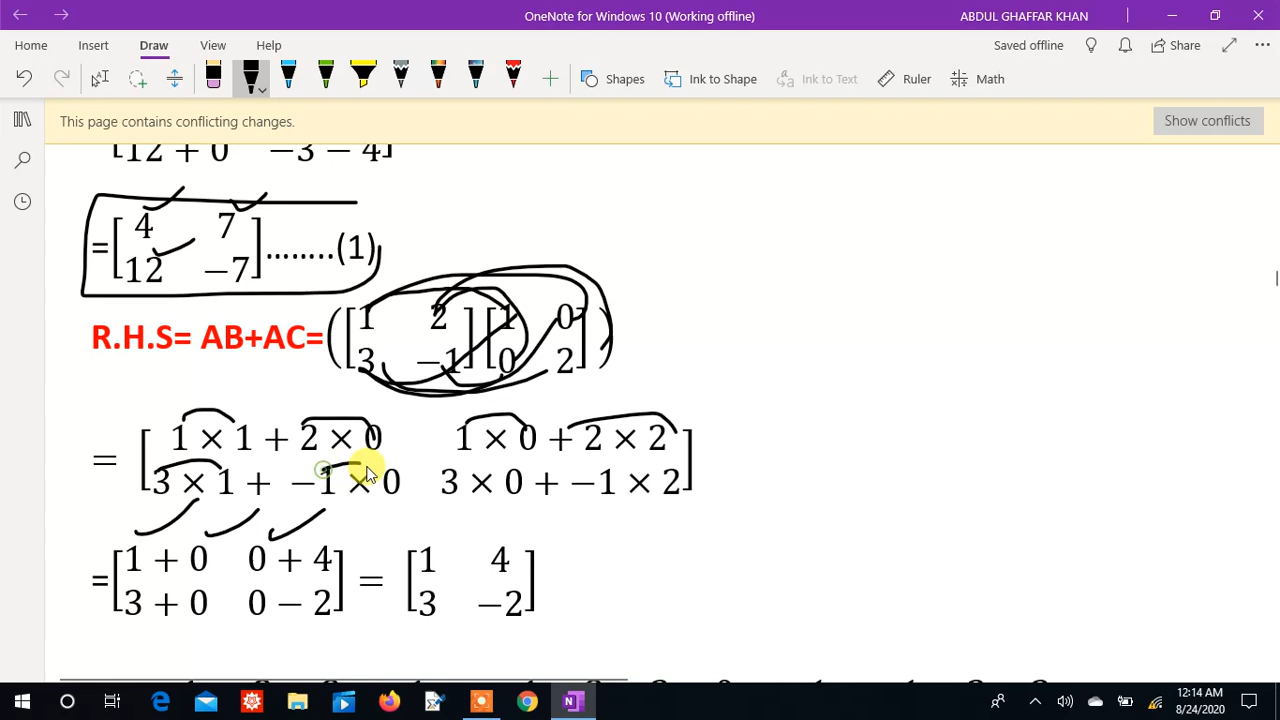 OneNote for Windows 10 (Working offline)
ABDUL GHAFFAR KHAN
Home Insert Draw View Help
Saved offline
Share
Shapes Ink to Shape Ink to Text Ruler Math
This page contains conflicting changes.
Show conflicts
[12 + 0 −3 − 4]
=[4 7
12 −7]........(1)
R.H.S= AB+AC=([1 2
3 −1][1 0
0 2])
= [1 × 1 + 2 × 0 1 × 0 + 2 × 2
3 × 1 + −1 × 0 3 × 0 + −1 × 2]
=[1 + 0 0 + 4
3 + 0 0 − 2] = [1 4
3 −2]
12:14 AM
8/24/2020